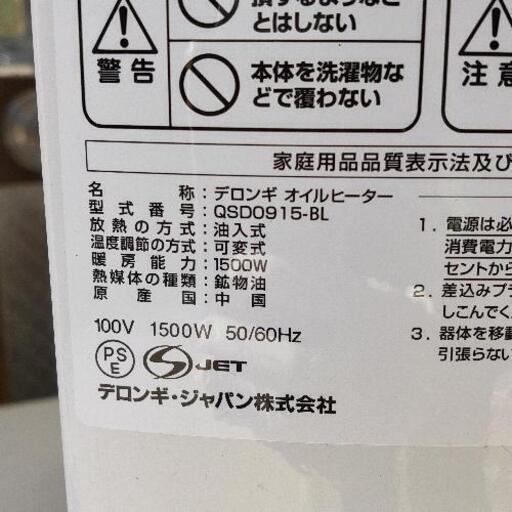 とはしない
警告
本体を洗濯物な
どで覆わない
注意
家庭用品品質表示法及び
名称：デロンギ オイルヒーター
型式番号：QSD0915-BL
放熱の方式：油入式
温度調節の方式：可変式
暖房能力：1500W
熱媒体の種類：鉱物油
原産国：中国
100V 1500W 50/60Hz
PS
E
S JET
デロンギ・ジャパン株式会社
1. 電源は必
消費電力
セントから
2. 差込みプラ
しこんでく
3. 器体を移動
引張らない